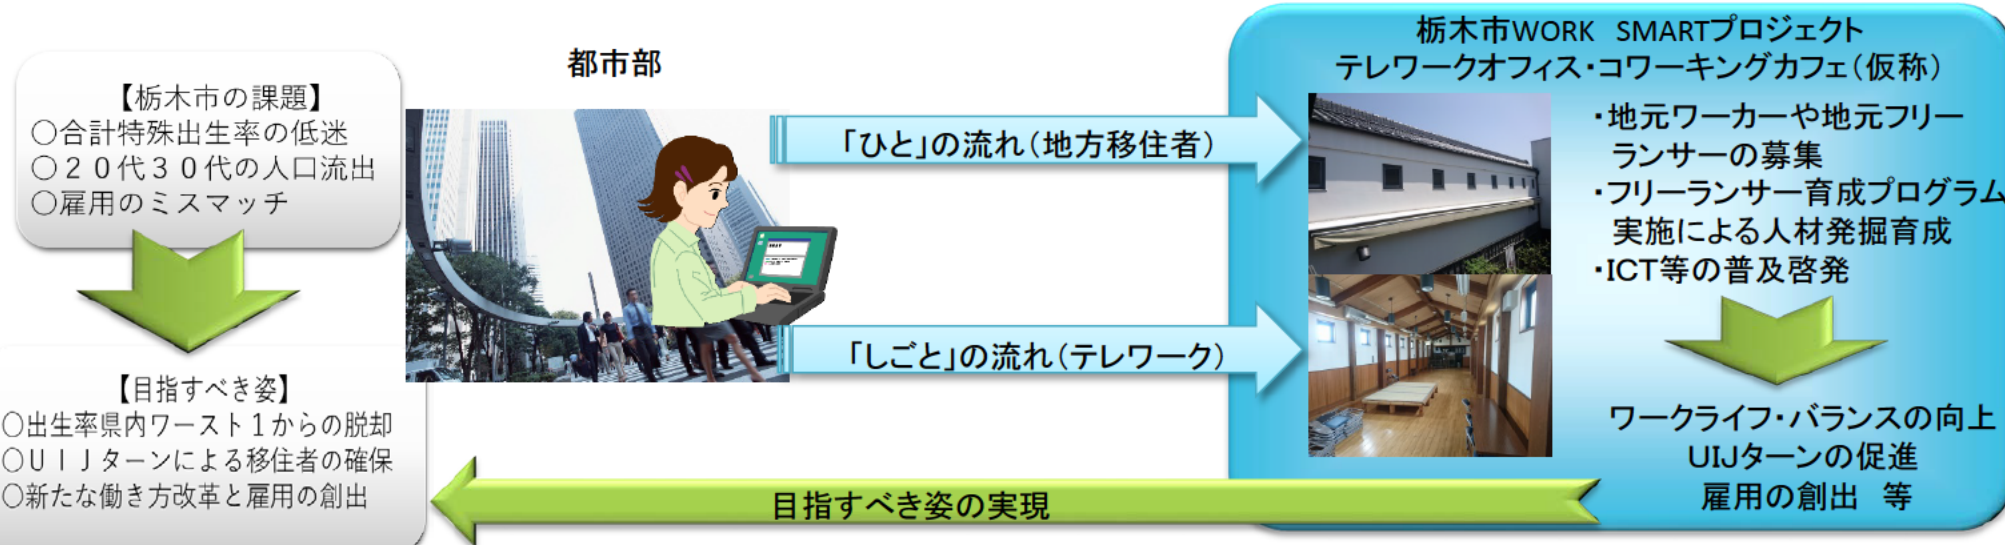 【栃木市の課題】
○合計特殊出生率の低迷
○２０代３０代の人口流出
○雇用のミスマッチ
【目指すべき姿】
○出生率県内ワースト１からの脱却
○ＵＩＪターンによる移住者の確保
○新たな働き方改革と雇用の創出
都市部
「ひと」の流れ（地方移住者）
「しごと」の流れ（テレワーク）
栃木市WORK　SMARTプロジェクト
テレワークオフィス・コワーキングカフェ（仮称）
・地元ワーカーや地元フリー
ランサーの募集
・フリーランサー育成プログラム
実施による人材発掘育成
・ICT等の普及啓発
ワークライフ・バランスの向上
UIJターンの促進
雇用の創出　等
目指すべき姿の実現